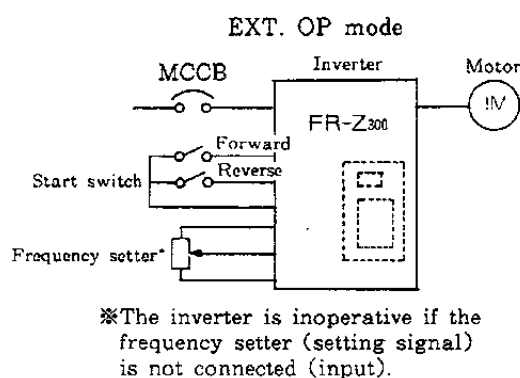 EXT. OP mode
Inverter
Motor
MCCB
IM
FR-Z300
Forward
Reverse
Start switch
Frequency setter*
※The inverter is inoperative if the
frequency setter (setting signal)
is not connected (input).